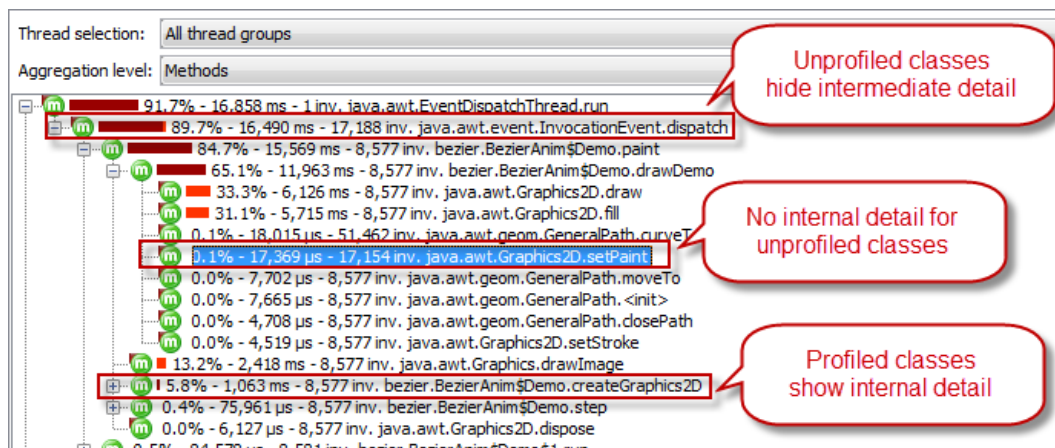 Thread selection: All thread groups
Aggregation level: Methods
Unprofiled classes
hide intermediate detail
91.7% - 16,858 ms - 1 inv. java.awt.EventDispatchThread.run
89.7% - 16,490 ms - 17,188 inv. java.awt.event.InvocationEvent.dispatch
84.7% - 15,569 ms - 8,577 inv. bezier.BezierAnim$Demo.paint
65.1% - 11,963 ms - 8,577 inv. bezier.BezierAnim$Demo.drawDemo
33.3% - 6,126 ms - 8,577 inv. java.awt.Graphics2D.draw
31.1% - 5,715 ms - 8,577 inv. java.awt.Graphics2D.fill
0.1% - 18,015 µs - 51,462 inv. java.awt.geom.GeneralPath.curveT
0.1% - 17,369 µs - 17,154 inv. java.awt.Graphics2D.setPaint
No internal detail for
unprofiled classes
0.0% - 7,702 µs - 8,577 inv. java.awt.geom.GeneralPath.moveTo
0.0% - 7,665 µs - 8,577 inv. java.awt.geom.GeneralPath.<init>
0.0% - 4,708 µs - 8,577 inv. java.awt.geom.GeneralPath.closePath
0.0% - 4,519 µs - 8,577 inv. java.awt.Graphics2D.setStroke
13.2% - 2,418 ms - 8,577 inv. java.awt.Graphics.drawImage
5.8% - 1,063 ms - 8,577 inv. bezier.BezierAnim$Demo.createGraphics2D
Profiled classes
show internal detail
0.4% - 75,961 µs - 8,577 inv. bezier.BezierAnim$Demo.step
0.0% - 6,127 µs - 8,577 inv. java.awt.Graphics2D.dispose